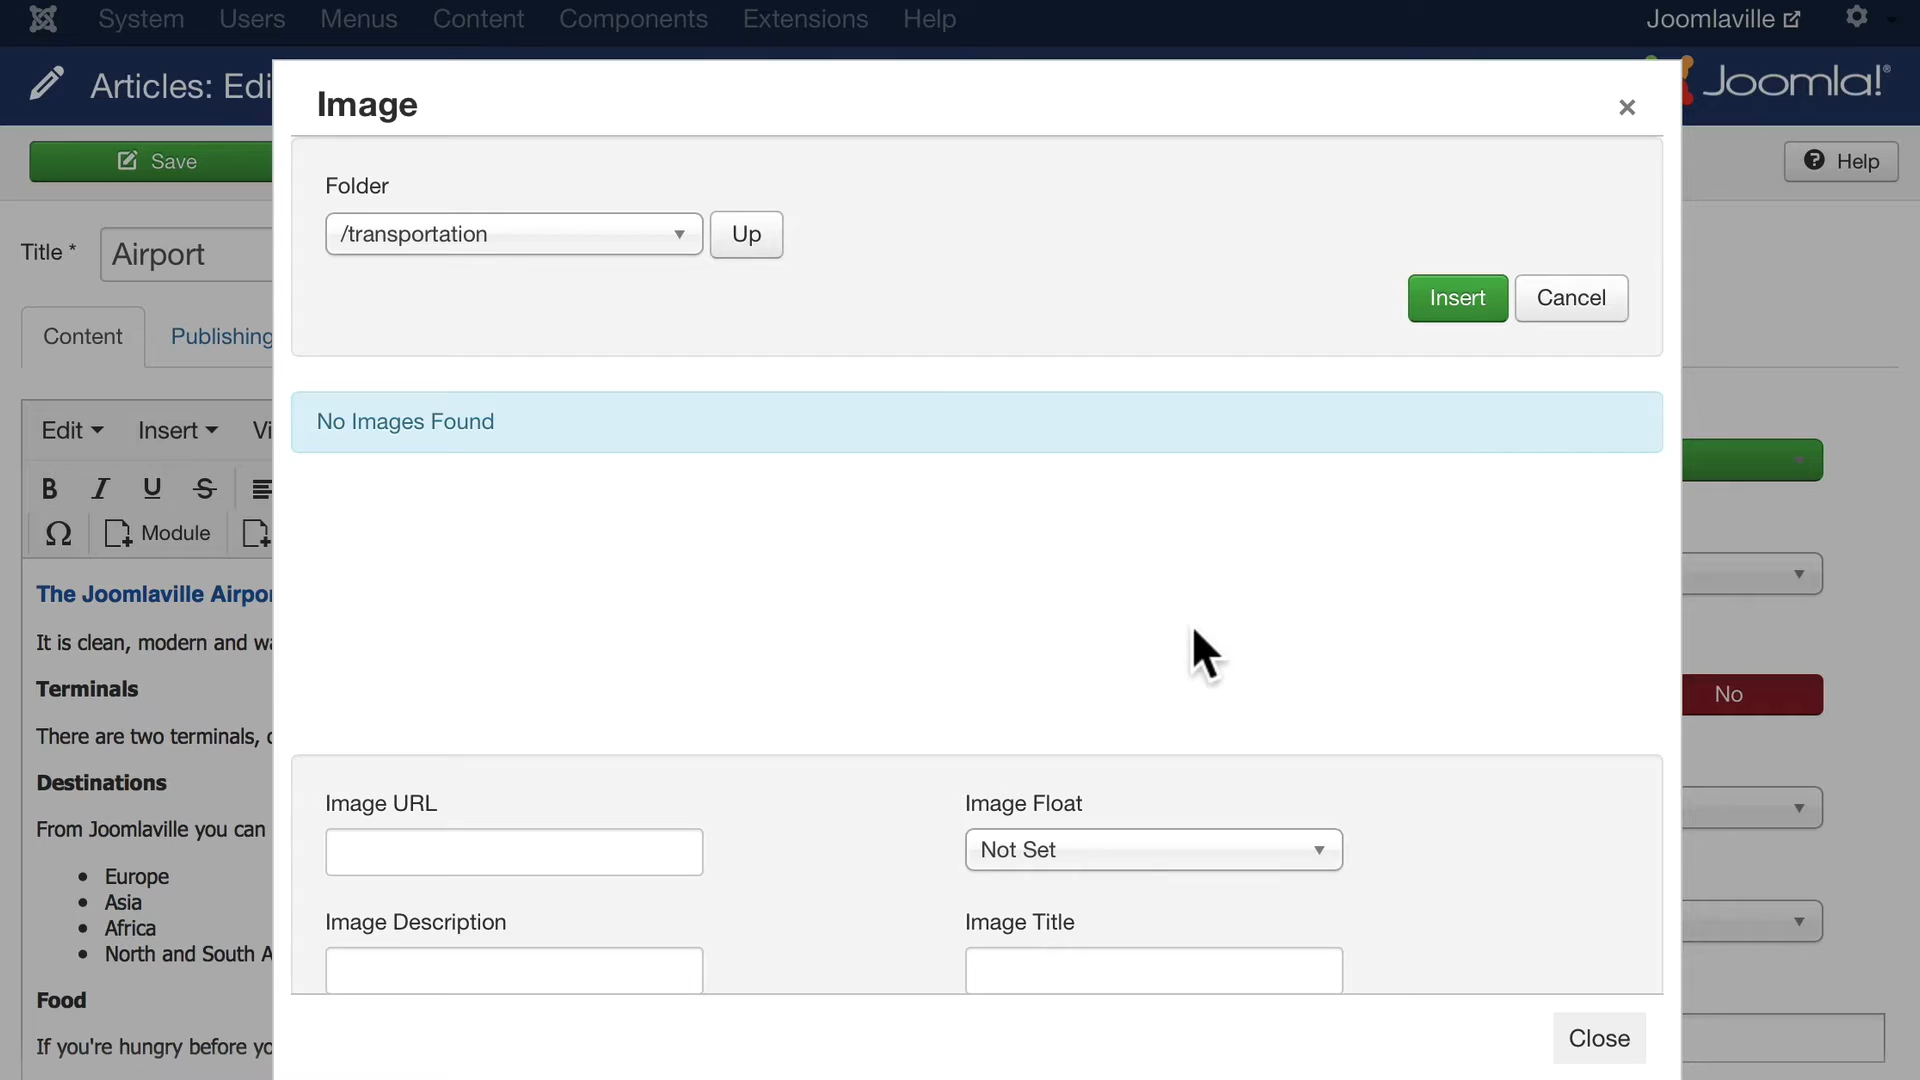 System Users Menus Content Components Extensions Help Joomlaville
Articles: Edi
Joomla!®
Image
×
Save
Help
Folder
/transportation
Up
Title *
Airport
Insert
Cancel
Content
Publishing
No Images Found
Edit
Insert
Vi
B I U S
Ω Module
The Joomlaville Airpor
It is clean, modern and wa
Terminals
There are two terminals, o
No
Destinations
From Joomlaville you can
Image URL
Image Float
Not Set
Europe
Asia
Africa
North and South A
Image Description
Image Title
Food
If you're hungry before yo
Close